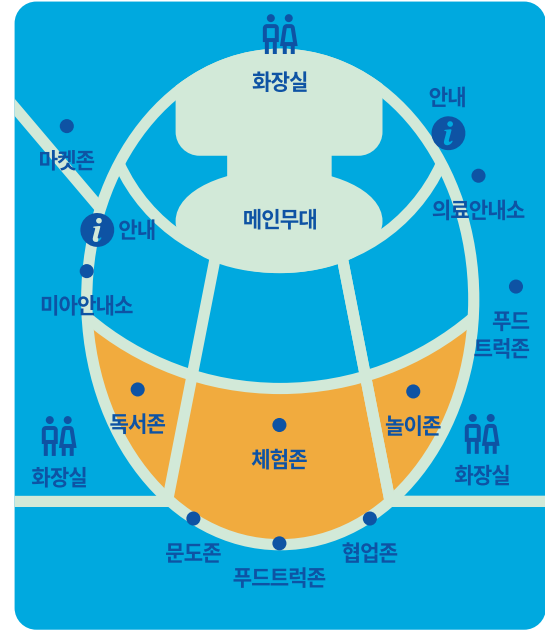 화장실
안내
마켓존
의료안내소
메인무대
i 안내
i
미아안내소
푸드
트럭존
독서존
놀이존
체험존
화장실
화장실
문도존
협업존
푸드트럭존